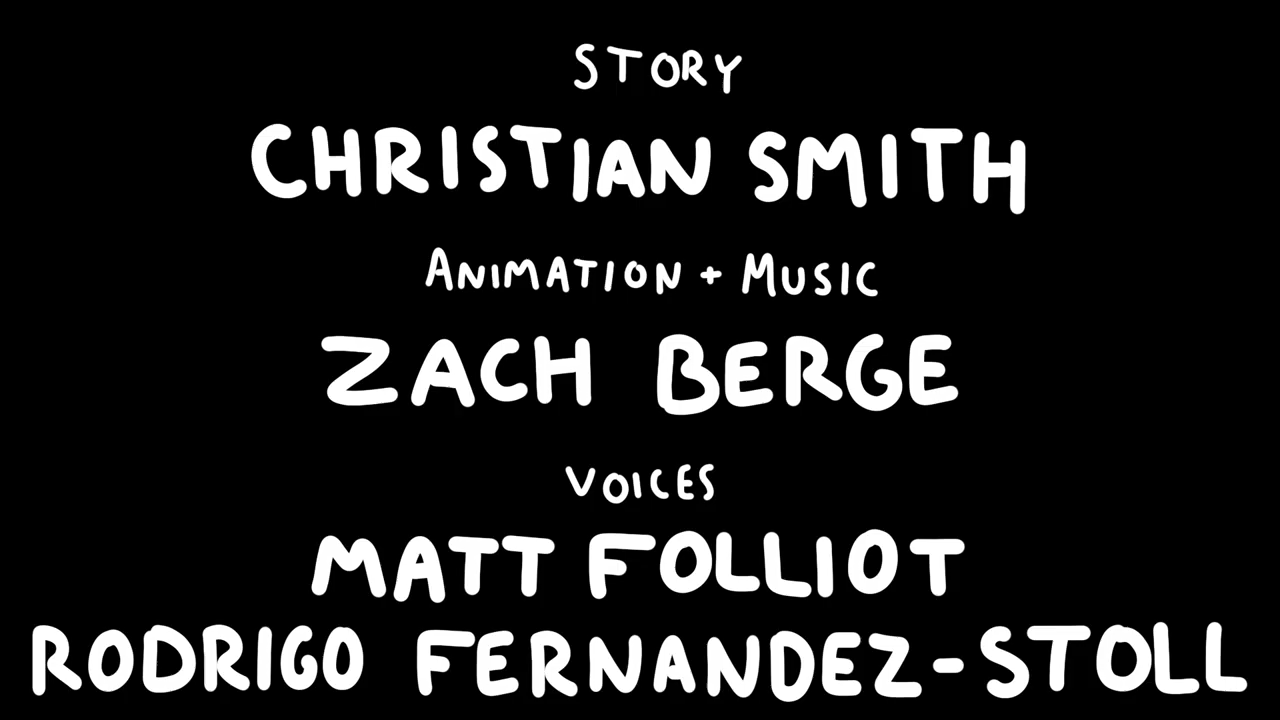 STORY
CHRISTIAN SMITH
ANIMATION + MUSIC
ZACH BERGE
VOICES
MATT FOLLIOT
RODRIGO FERNANDEZ-STOLL